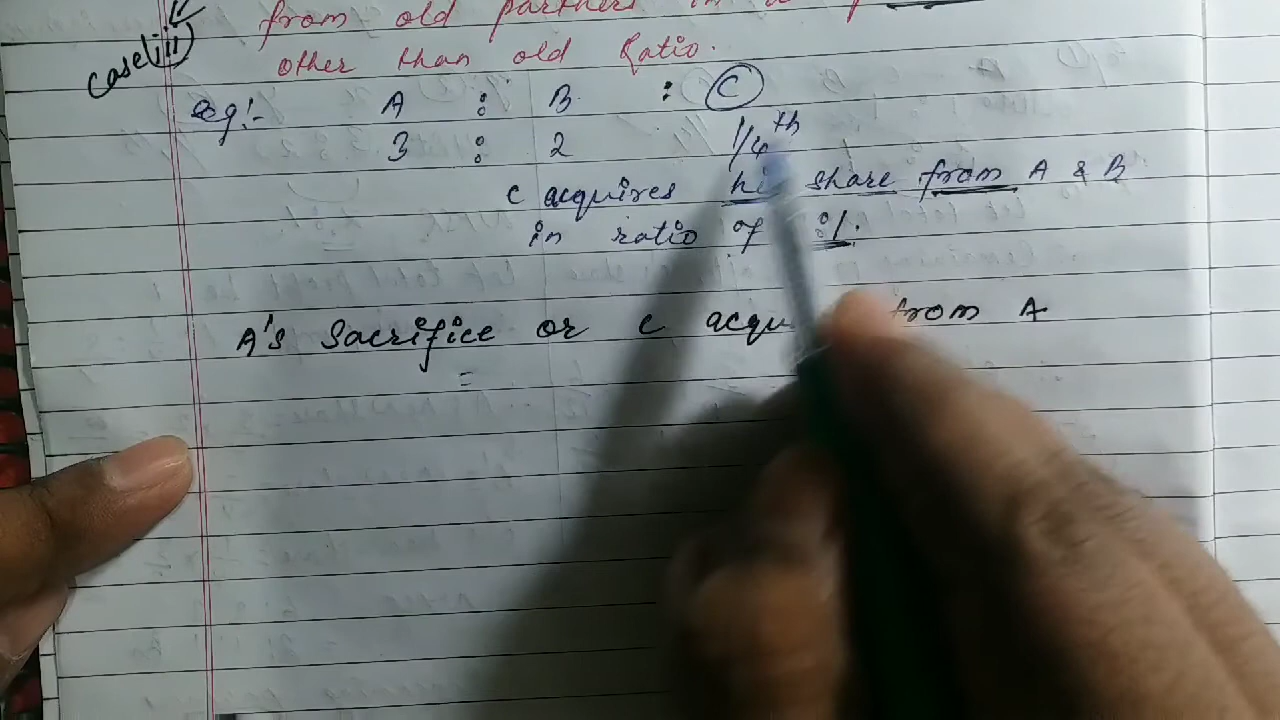 from old partners in a
Case(iii)
other than old Ratio.
eg:- A : B : C
3 : 2 1/4th
C acquires his share from A & B
in ratio of
A's Sacrifice or C acqu from A
=